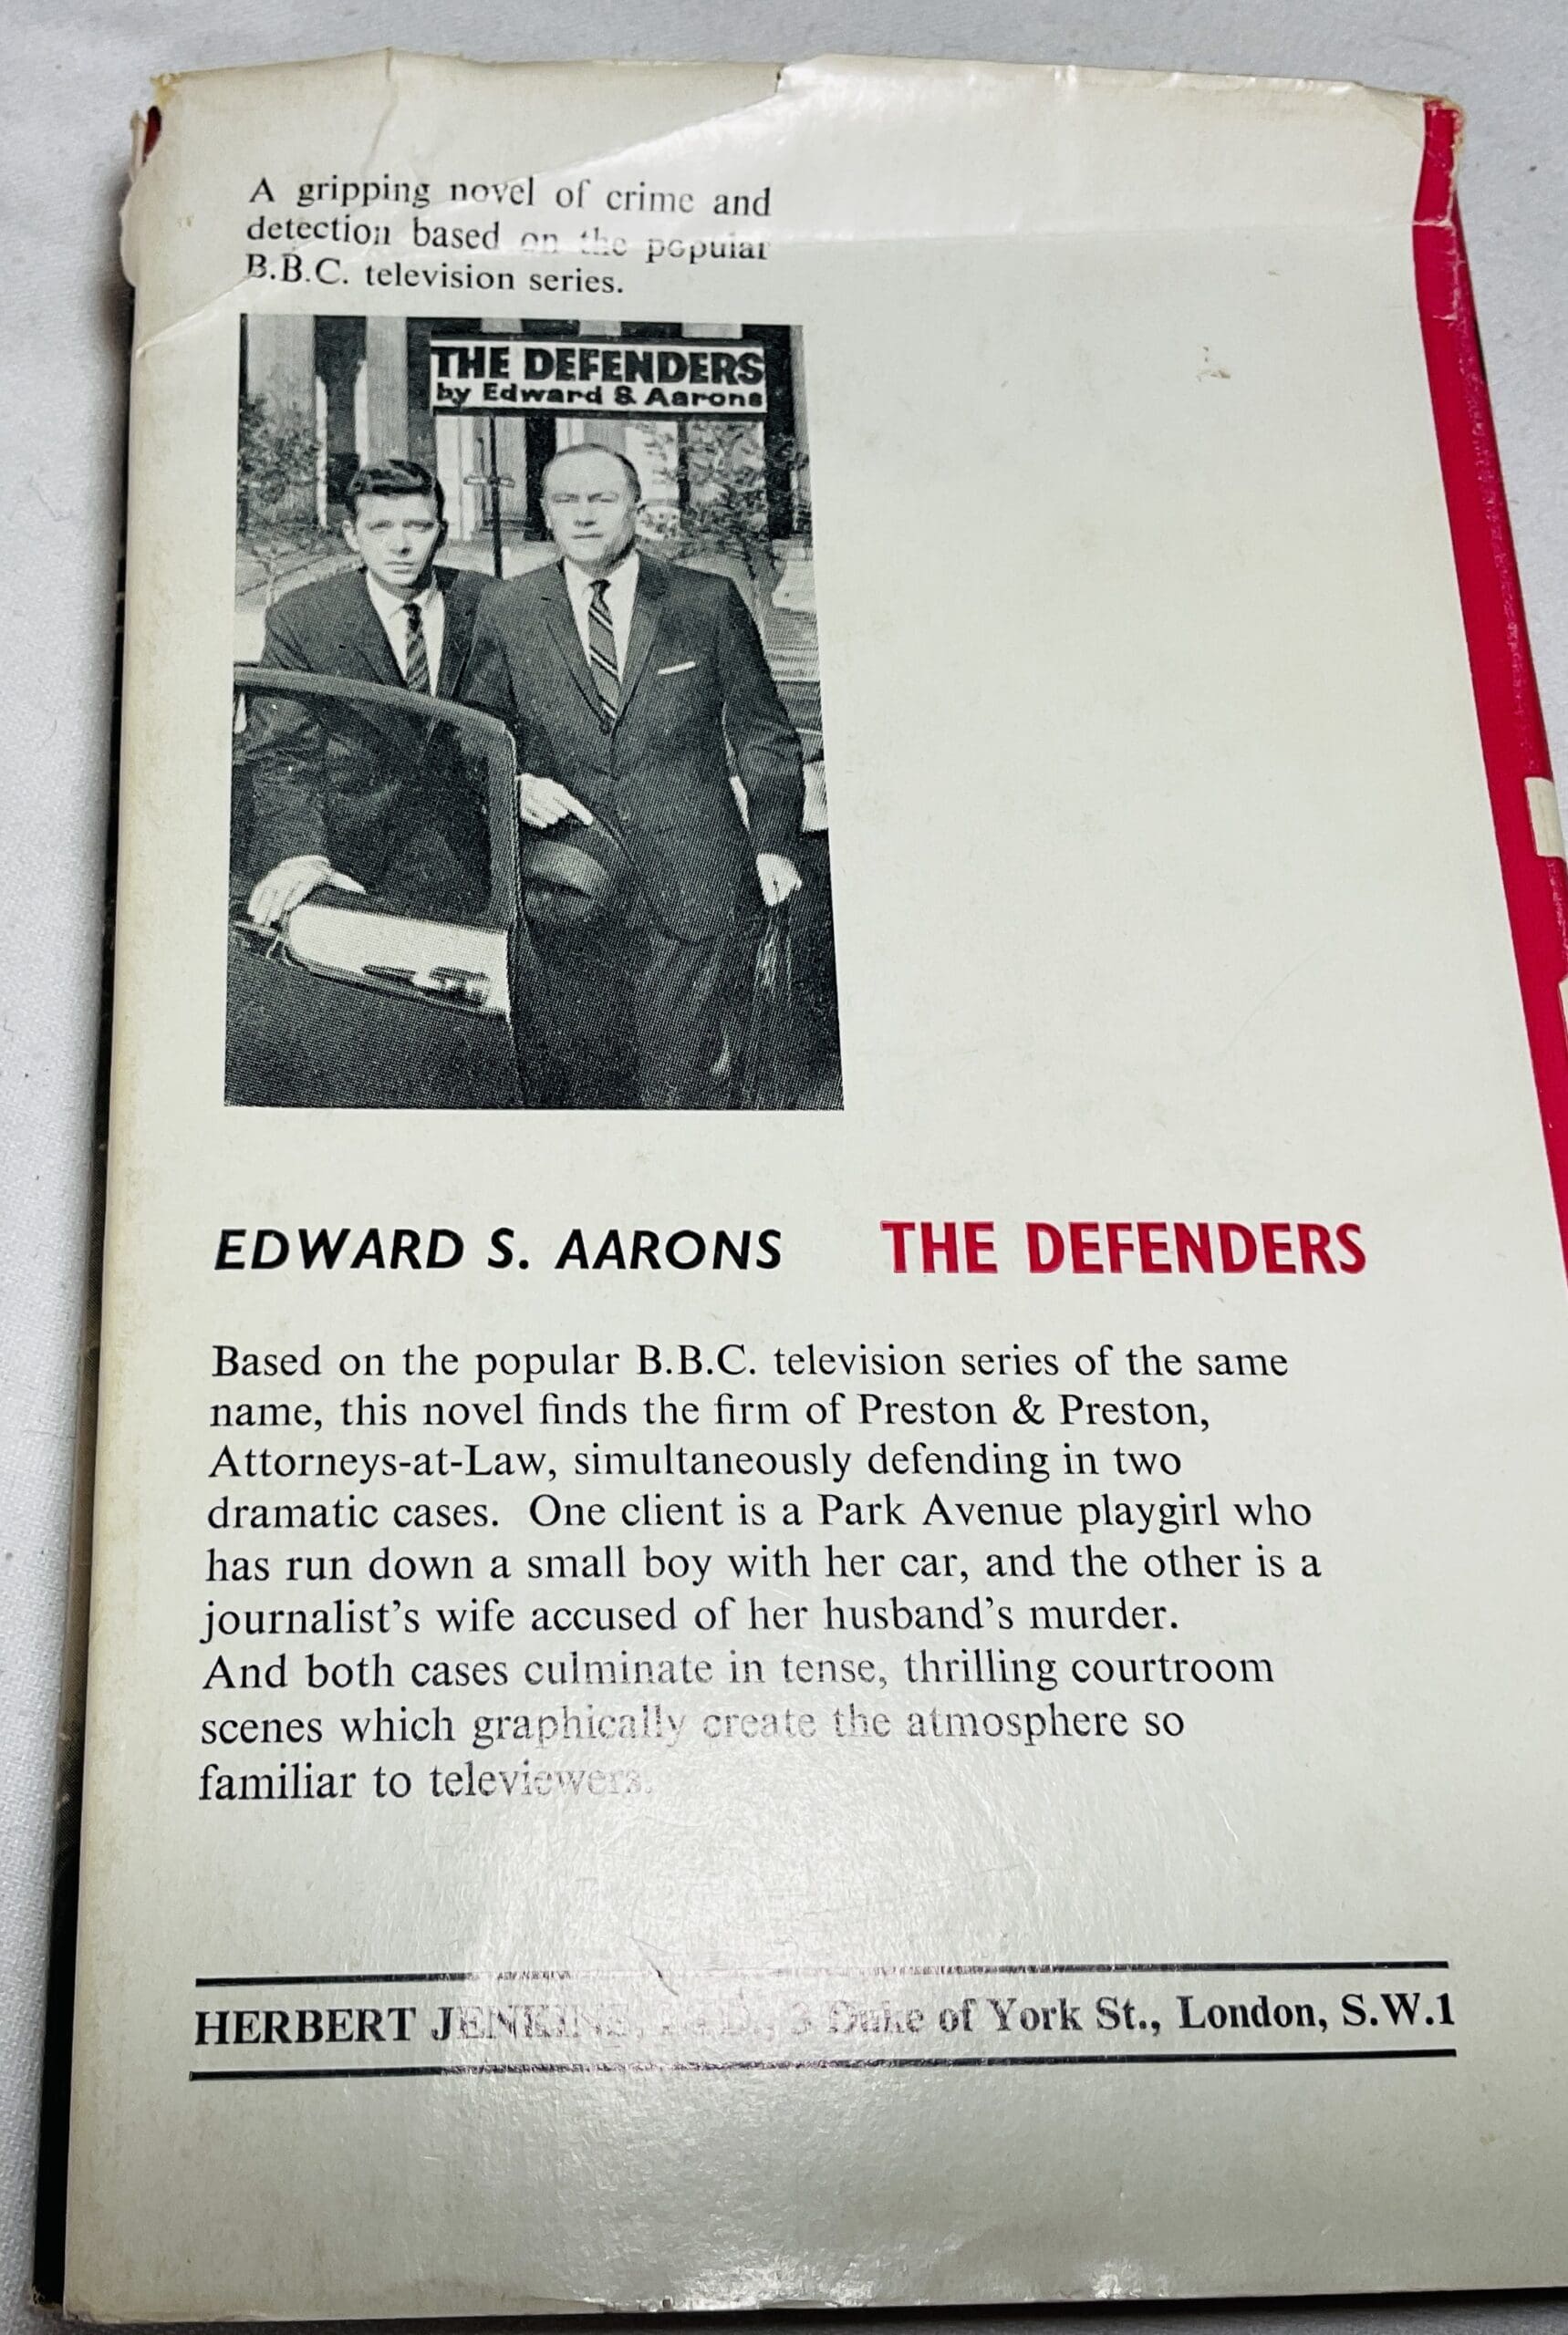 A gripping novel of crime and
detection based on the popular
B.B.C. television series.
THE DEFENDERS
by Edward S Aarons
EDWARD S. AARONS THE DEFENDERS
Based on the popular B.B.C. television series of the same
name, this novel finds the firm of Preston & Preston,
Attorneys-at-Law, simultaneously defending in two
dramatic cases. One client is a Park Avenue playgirl who
has run down a small boy with her car, and the other is a
journalist's wife accused of her husband's murder.
And both cases culminate in tense, thrilling courtroom
scenes which graphically create the atmosphere so
familiar to televiewers.
HERBERT JENKINS, 3 Duke of York St., London, S.W.1